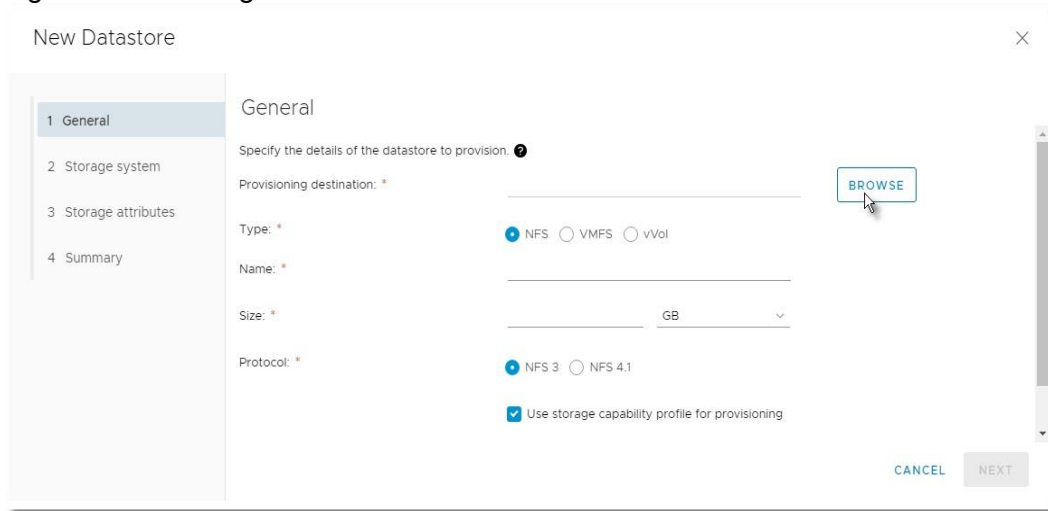 New Datastore
1 General
2 Storage system
3 Storage attributes
4 Summary
General
Specify the details of the datastore to provision. ?
Provisioning destination: *
BROWSE
Type: *
NFS VMFS vVol
Name: *
Size: *
GB
Protocol: *
NFS 3 NFS 4.1
Use storage capability profile for provisioning
CANCEL NEXT